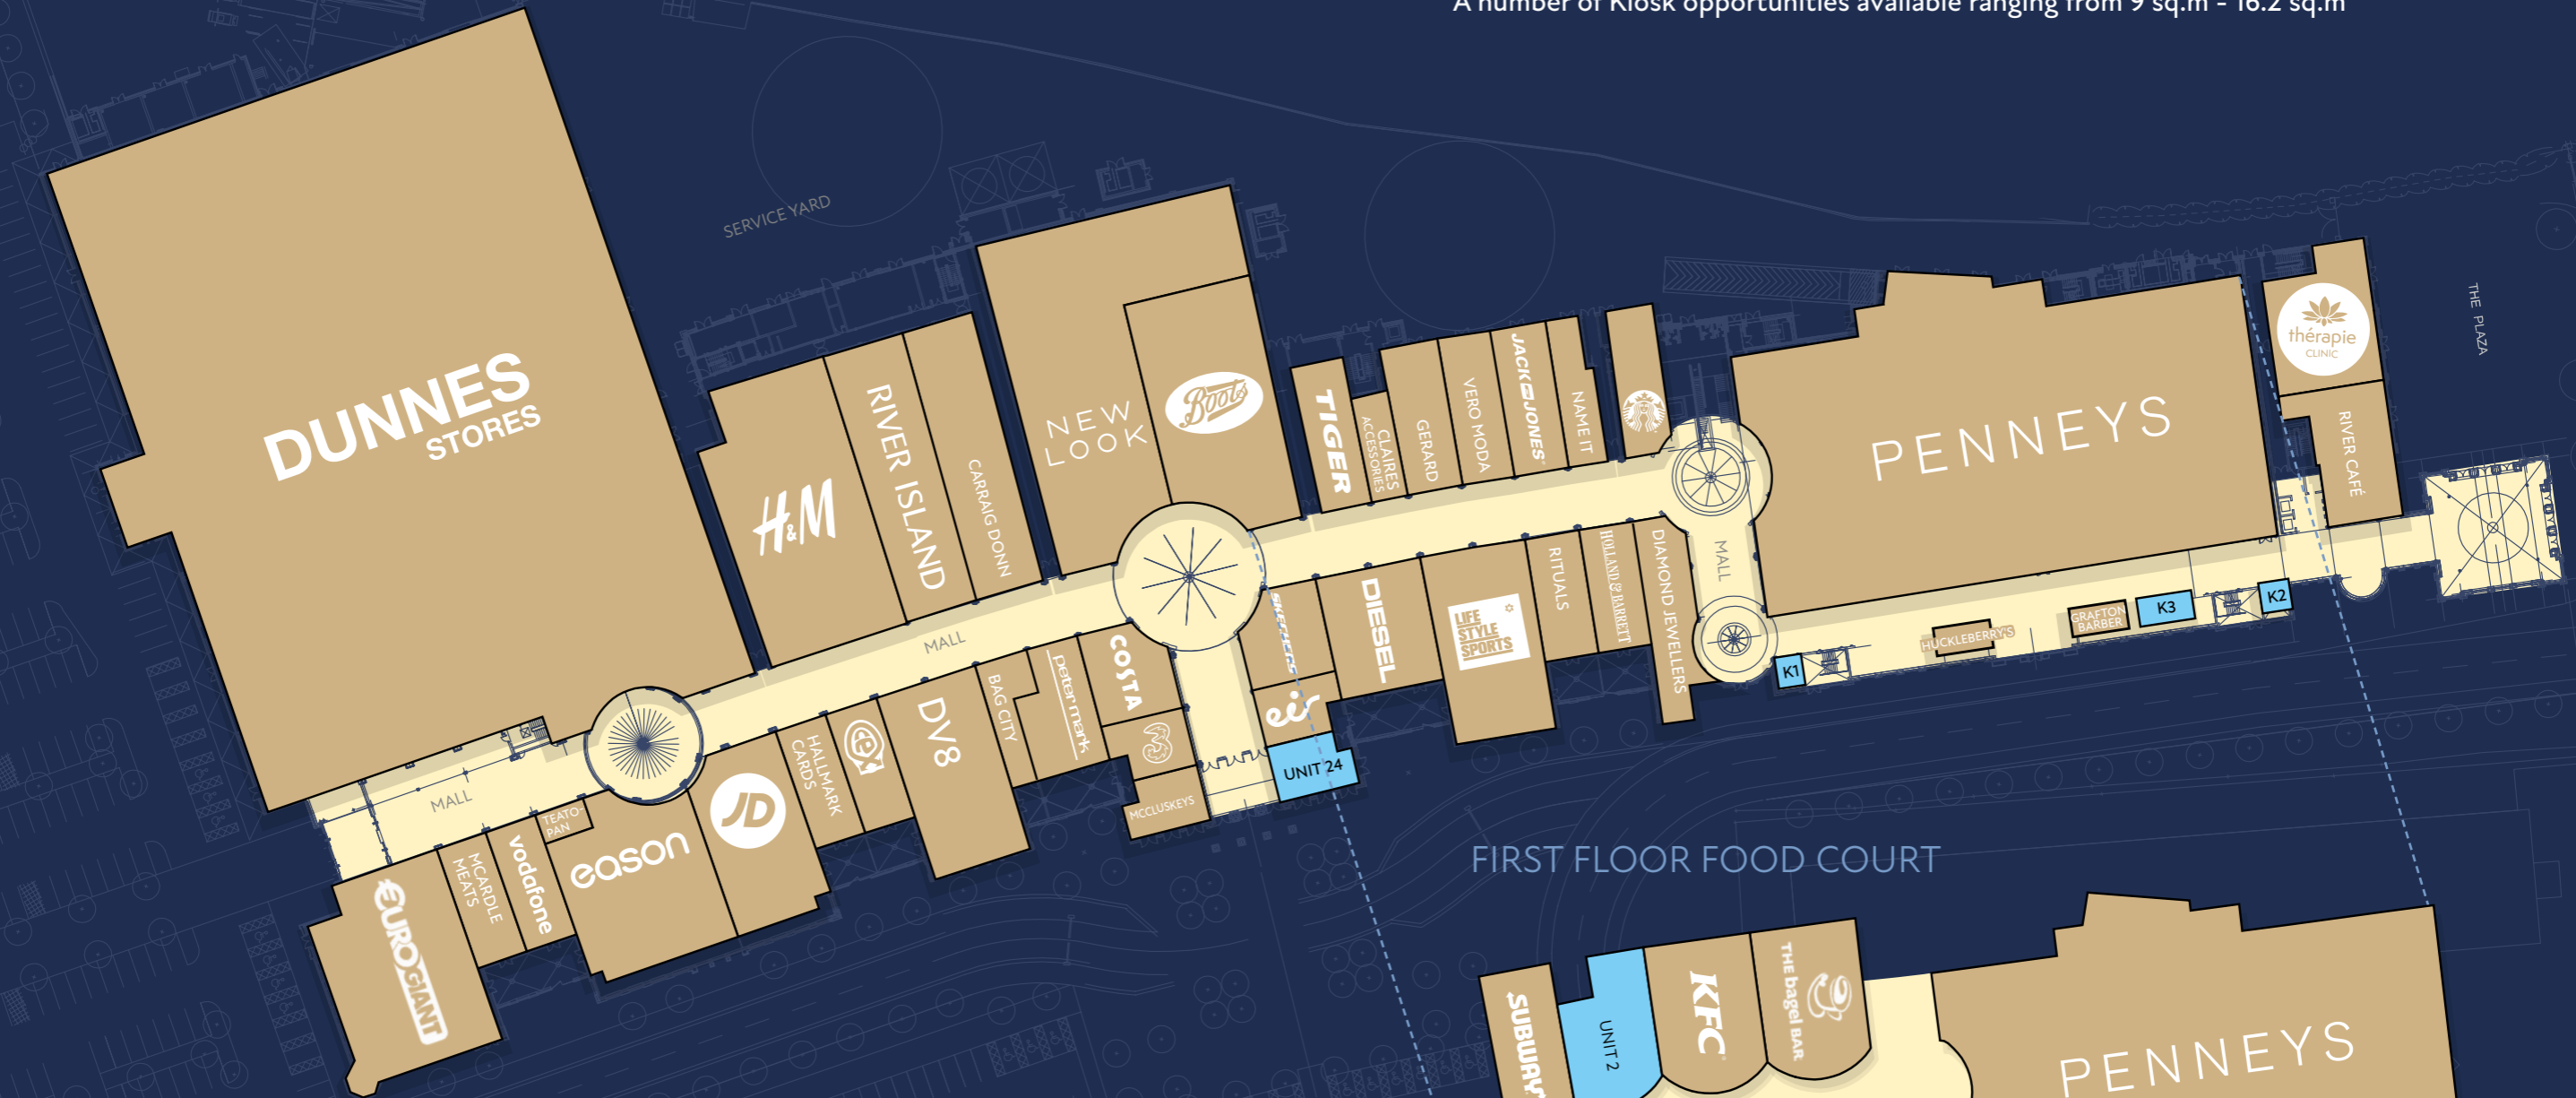 A number of Kiosk opportunities available ranging from 9 sq.m - 16.2 sq.m
SERVICE YARD
THE PLAZA
DUNNES
STORES
H&M
RIVER ISLAND
CARRAIG DONN
NEW
LOOK
Boots
TIGER
CLAIRES
ACCESSORIES
GERARD
VERO MODA
JACK JONES
NAME IT
PENNEYS
thérapie
CLINIC
RIVER CAFÉ
MALL
MALL
MALL
SKECHERS
eir
UNIT 24
DIESEL
LIFE
STYLE
SPORTS
RITUALS
HOLLAND & BARRETT
DIAMOND JEWELLERS
K1
HUCKLEBERRY'S
GRAFTON
BARBER
K3
K2
COSTA
3
MCCLUSKEYS
peter mark
BAG CITY
DV8
HALLMARK
CARDS
JD
eason
TEATO-
PAN
vodafone
MCARDLE
MEATS
EUROGIANT
FIRST FLOOR FOOD COURT
SUBWAY
UNIT 2
KFC
THE bagel BAR
PENNEYS